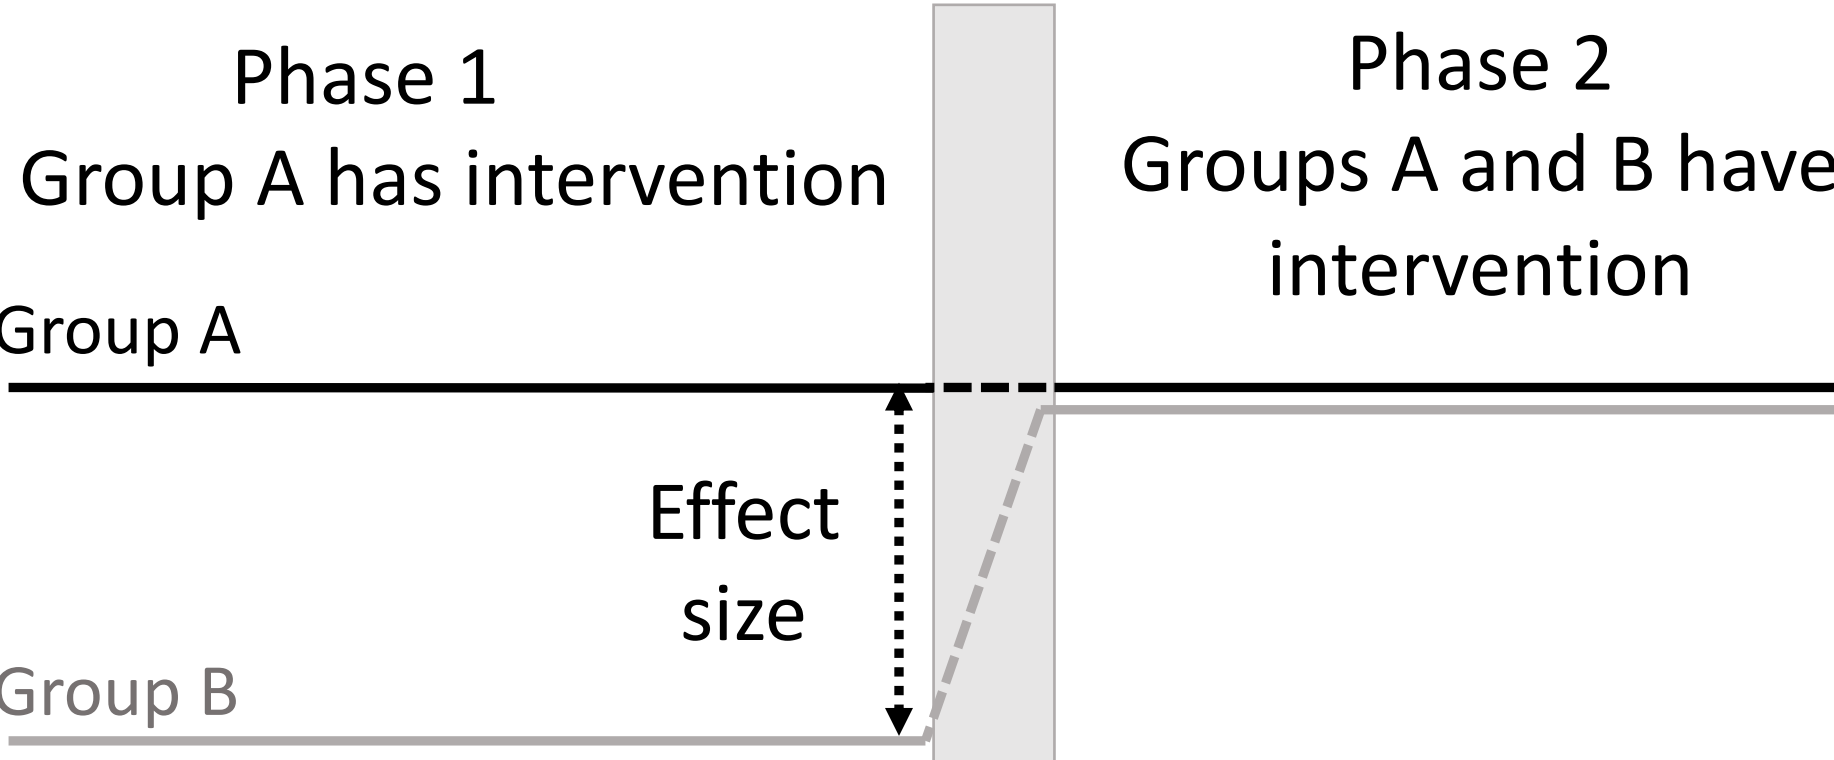 Phase 1
Group A has intervention
Phase 2
Groups A and B have
intervention
Group A
Effect
size
Group B